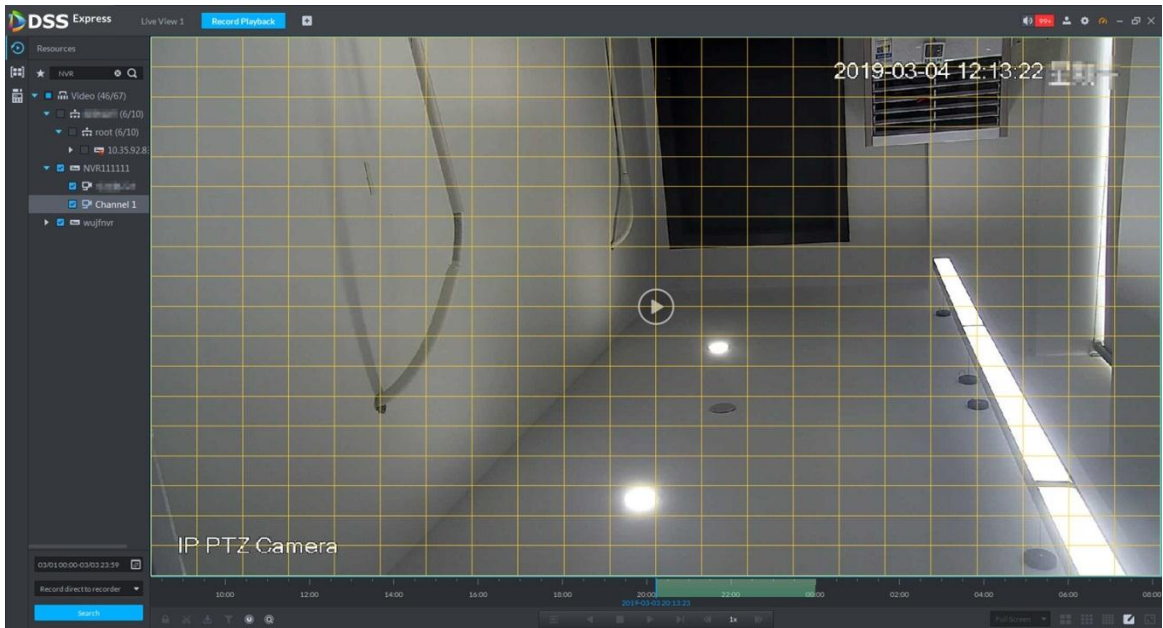 DSS Express
Live View 1
Record Playback
99+
Resources
NVR
Video (46/67)
(6/10)
root (6/10)
10.35.92.8
NVR111111
Channel 1
wujfnvr
2019-03-04 12:13:22
IP PTZ Camera
03/01 00:00-03/03 23:59
Record direct to recorder
Search
10:00 12:00 14:00 16:00 18:00 20:00 22:00 00:00 02:00 04:00 06:00 08:00
2019-03-03 20:13:23
1x
Full Screen